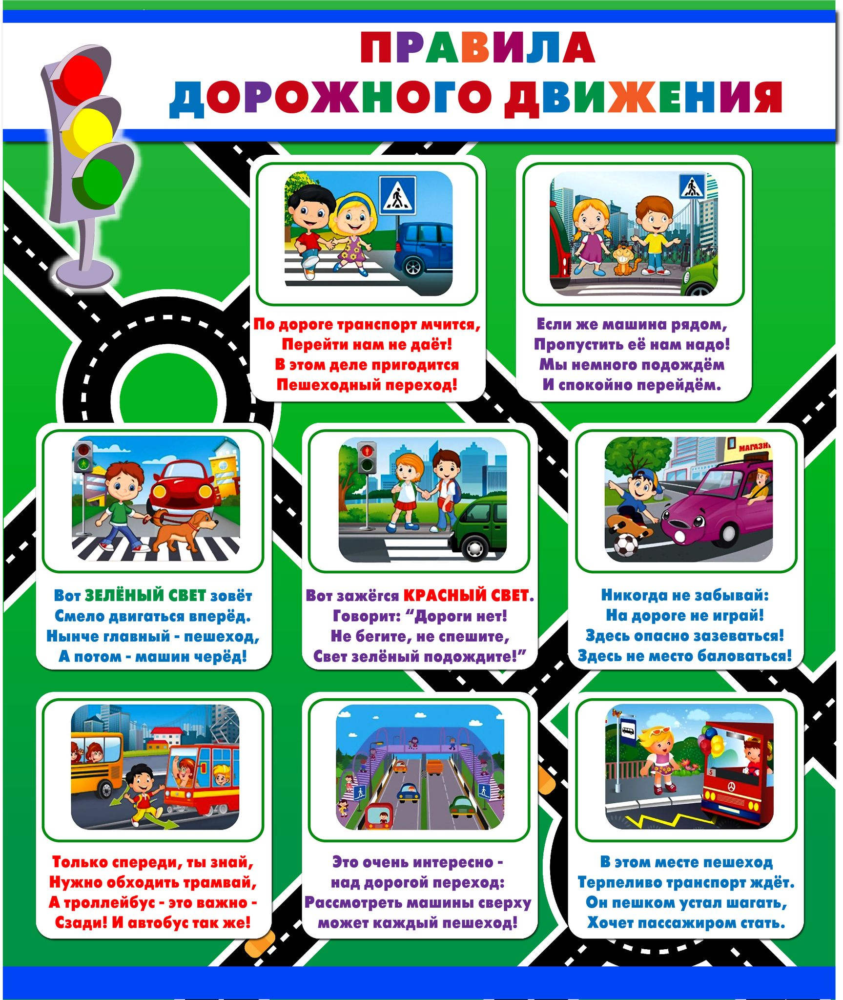 ПРАВИЛА
ДОРОЖНОГО ДВИЖЕНИЯ
По дороге транспорт мчится,
Перейти нам не даёт!
В этом деле пригодится
Пешеходный переход!
Если же машина рядом,
Пропустить её нам надо!
Мы немного подождём
И спокойно перейдём.
Вот ЗЕЛЁНЫЙ СВЕТ зовёт
Смело двигаться вперёд.
Нынче главный - пешеход,
А потом - машин черёд!
Вот зажёгся КРАСНЫЙ СВЕТ.
Говорит: “Дороги нет!
Не бегите, не спешите,
Свет зелёный подождите!”
МАГАЗИ
Никогда не забывай:
На дороге не играй!
Здесь опасно зазеваться!
Здесь не место баловаться!
Только спереди, ты знай,
Нужно обходить трамвай,
А троллейбус - это важно -
Сзади! И автобус так же!
Это очень интересно -
над дорогой переход:
Рассмотреть машины сверху
может каждый пешеход!
5
В этом месте пешеход
Терпеливо транспорт ждёт.
Он пешком устал шагать,
Хочет пассажиром стать.